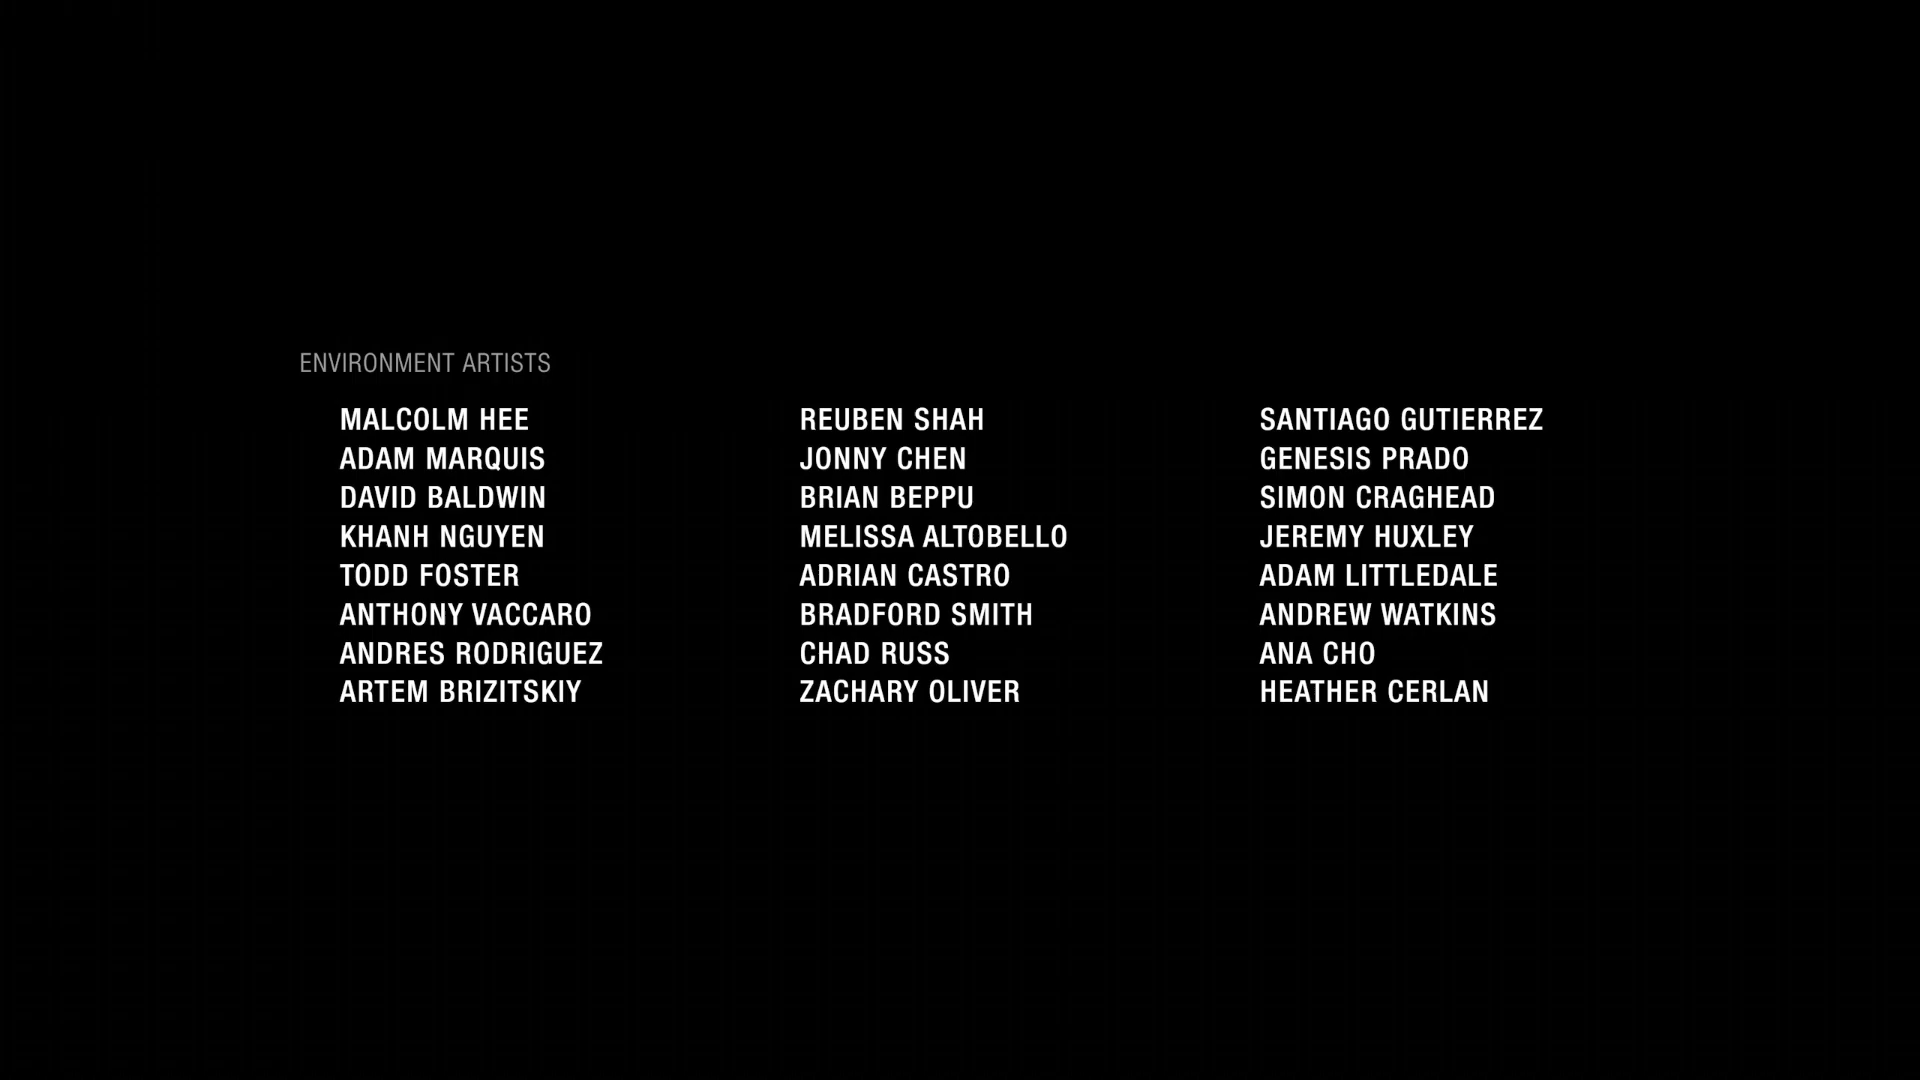 ENVIRONMENT ARTISTS
MALCOLM HEE
ADAM MARQUIS
DAVID BALDWIN
KHANH NGUYEN
TODD FOSTER
ANTHONY VACCARO
ANDRES RODRIGUEZ
ARTEM BRIZITSKIY
REUBEN SHAH
JONNY CHEN
BRIAN BEPPU
MELISSA ALTOBELLO
ADRIAN CASTRO
BRADFORD SMITH
CHAD RUSS
ZACHARY OLIVER
SANTIAGO GUTIERREZ
GENESIS PRADO
SIMON CRAGHEAD
JEREMY HUXLEY
ADAM LITTLEDALE
ANDREW WATKINS
ANA CHO
HEATHER CERLAN